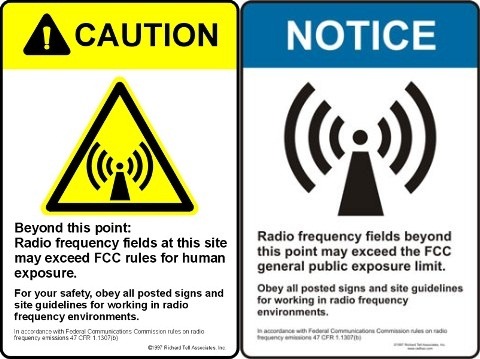 CAUTION
Beyond this point:
Radio frequency fields at this site
may exceed FCC rules for human
exposure.
For your safety, obey all posted signs and
site guidelines for working in radio
frequency environments.
In accordance with Federal Communications Commission rules on radio
frequency emissions 47 CFR 1.1307(b)
©1997 Richard Tell Associates, Inc.
NOTICE
Radio frequency fields beyond
this point may exceed the FCC
general public exposure limit.
Obey all posted signs and site guidelines
for working in radio frequency
environments.
In accordance with Federal Communications Commission rules on radio
frequency emissions 47 CFR 1.1307(b)
©1997 Richard Tell Associates, Inc.